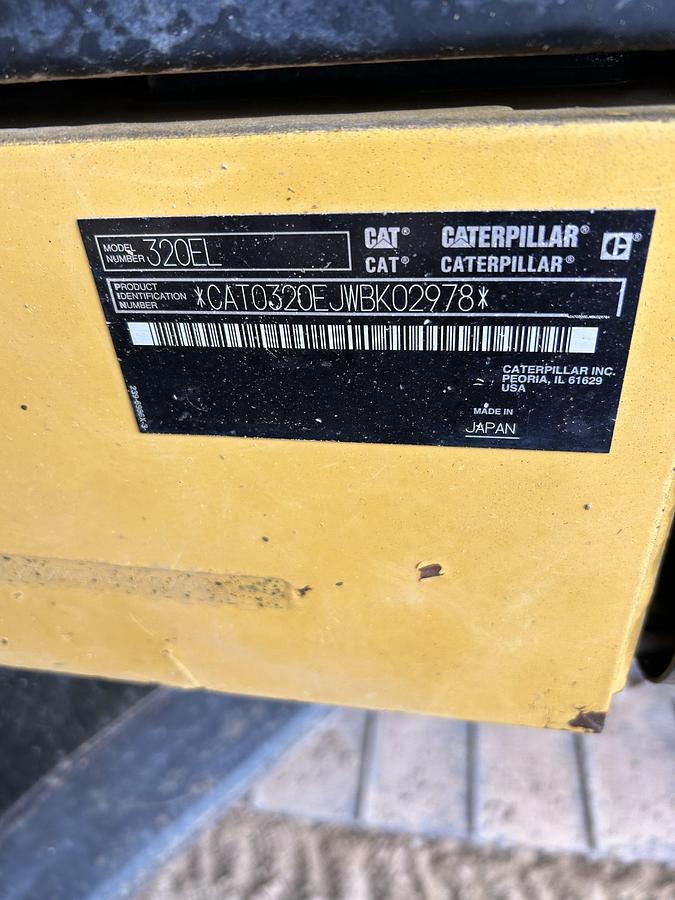 MODEL NUMBER 320EL
CAT® CATERPILLAR®
CAT® CATERPILLAR®
PRODUCT IDENTIFICATION NUMBER *CAT0320EJWBK02978*
CAT0320EJWBK02978
CATERPILLAR INC.
PEORIA, IL 61629
USA
MADE IN
JAPAN